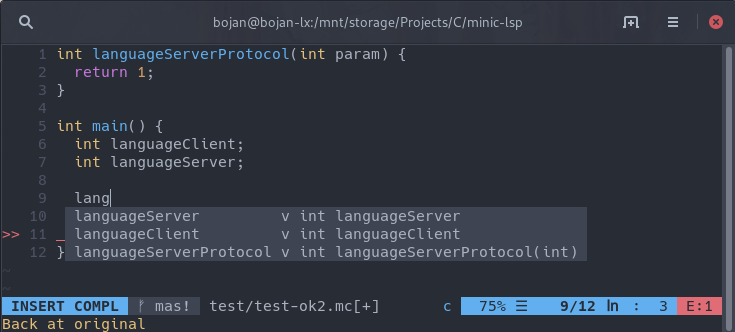 bojan@bojan-lx:/mnt/storage/Projects/C/minic-lsp
1 int languageServerProtocol(int param) {
2 return 1;
3 }
4
5 int main() {
6 int languageClient;
7 int languageServer;
8
9 lang
10 languageServer v int languageServer
>> 11 _ languageClient v int languageClient
12 } languageServerProtocol v int languageServerProtocol(int)
~
~
INSERT COMPL ᚠ mas! test/test-ok2.mc[+] c 75% ☰ 9/12 ㏑ : 3 E:1
Back at original